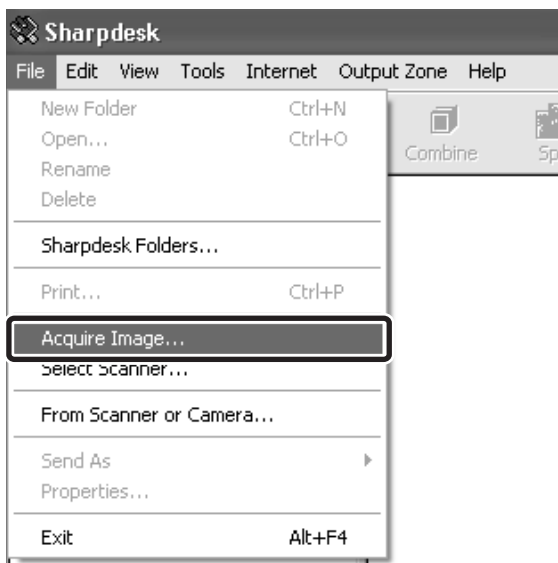 Sharpdesk
File Edit View Tools Internet Output Zone Help
New Folder Ctrl+N
Open... Ctrl+O
Combine
Sp
Rename
Delete
Sharpdesk Folders...
Print... Ctrl+P
Acquire Image...
Select Scanner...
From Scanner or Camera...
Send As
Properties...
Exit Alt+F4